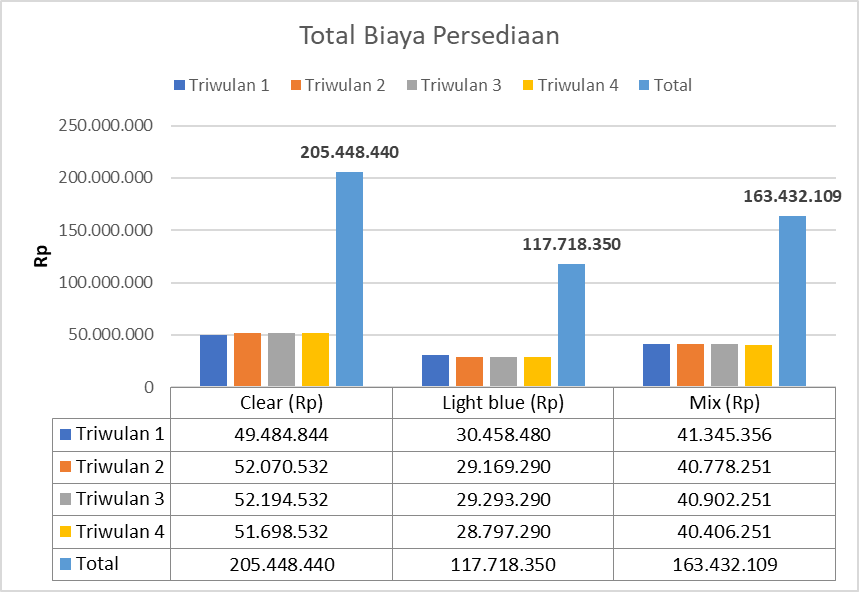 Total Biaya Persediaan
Triwulan 1 Triwulan 2 Triwulan 3 Triwulan 4 Total
250.000.000
200.000.000
150.000.000
100.000.000
50.000.000
0
Rp
205.448.440
117.718.350
163.432.109
Clear (Rp) Light blue (Rp) Mix (Rp)
Triwulan 1 49.484.844 30.458.480 41.345.356
Triwulan 2 52.070.532 29.169.290 40.778.251
Triwulan 3 52.194.532 29.293.290 40.902.251
Triwulan 4 51.698.532 28.797.290 40.406.251
Total 205.448.440 117.718.350 163.432.109